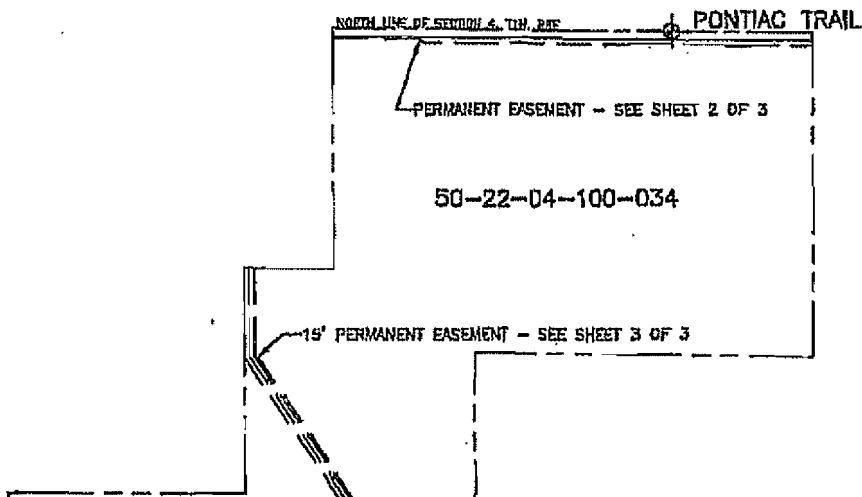 PONTIAC TRAIL
NORTH LINE OF SECTION 4, T1N, R8E
PERMANENT EASEMENT - SEE SHEET 2 OF 3
50-22-04-100-034
15' PERMANENT EASEMENT - SEE SHEET 3 OF 3